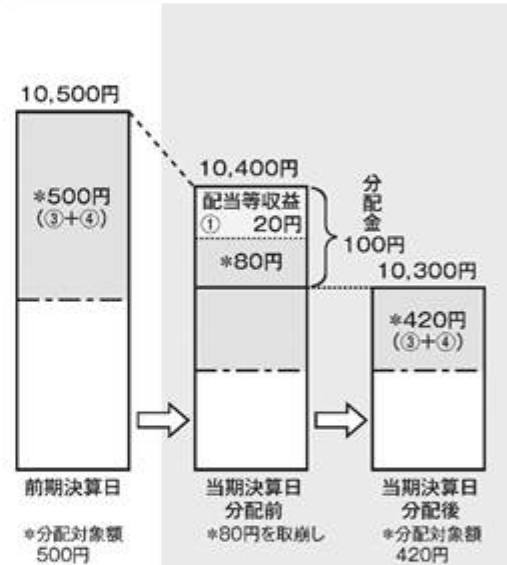 10,500円
*500円
(③+④)
10,400円
配当等収益
① 20円
*80円
分配金
100円
10,300円
*420円
(③+④)
前期決算日
*分配対象額
500円
当期決算日
分配前
*80円を取崩し
当期決算日
分配後
*分配対象額
420円